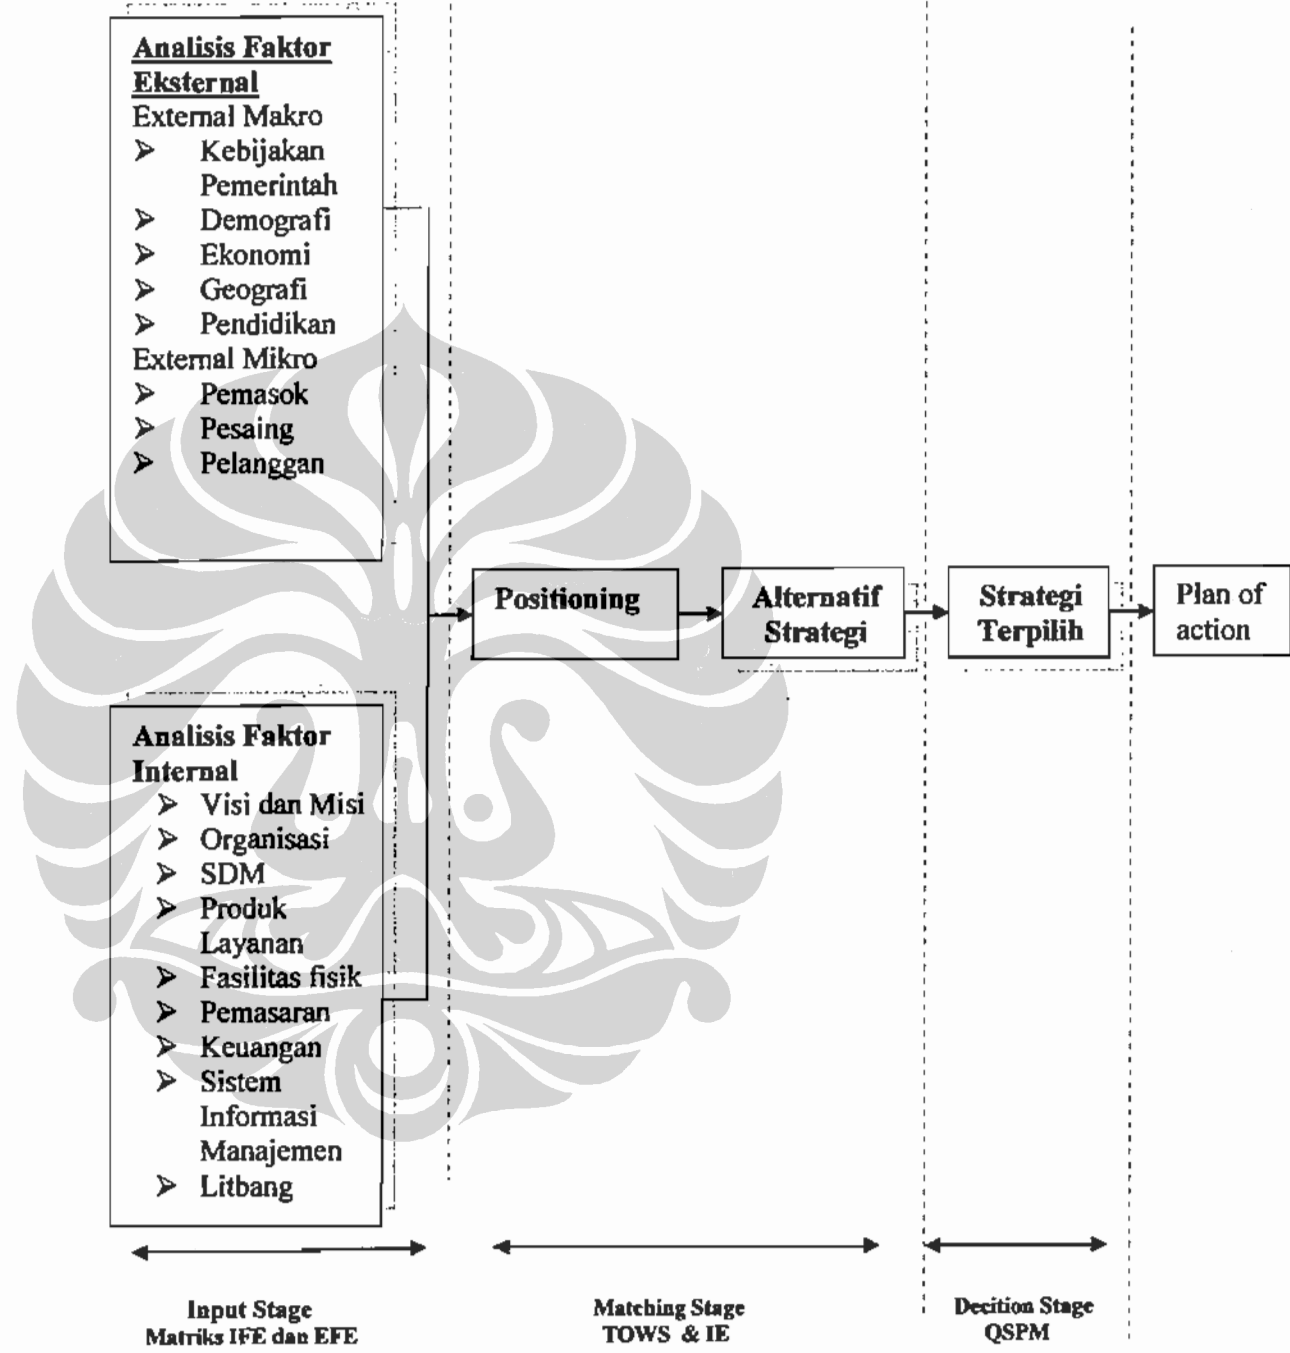 Analisis Faktor
Eksternal
External Makro
➢ Kebijakan
Pemerintah
➢ Demografi
➢ Ekonomi
➢ Geografi
➢ Pendidikan
External Mikro
➢ Pemasok
➢ Pesaing
➢ Pelanggan
Positioning
Alternatif
Strategi
Strategi
Terpilih
Plan of
action
Analisis Faktor
Internal
➢ Visi dan Misi
➢ Organisasi
➢ SDM
➢ Produk
Layanan
➢ Fasilitas fisik
➢ Pemasaran
➢ Keuangan
➢ Sistem
Informasi
Manajemen
➢ Litbang
Input Stage
Matriks IFE dan EFE
Matching Stage
TOWS & IE
Decition Stage
QSPM